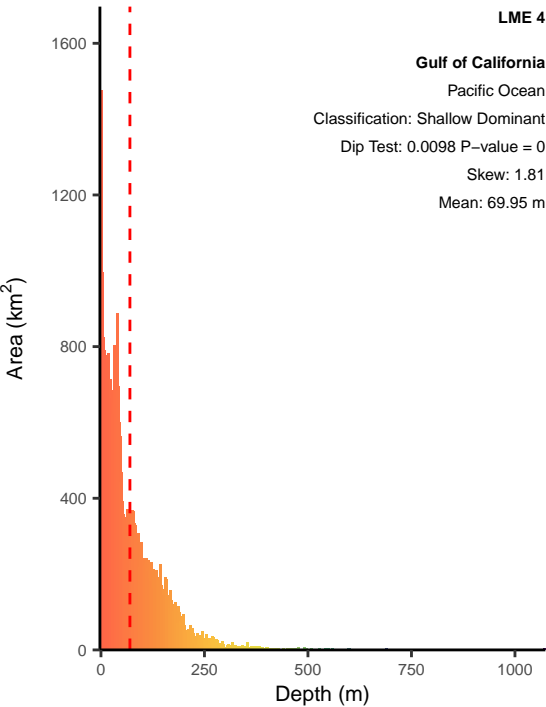 LME 4
Gulf of California
Pacific Ocean
Classification: Shallow Dominant
Dip Test: 0.0098 P−value = 0
Skew: 1.81
Mean: 69.95 m
1600
1200
800
400
0
Area (km²)
0 250 500 750 1000
Depth (m)